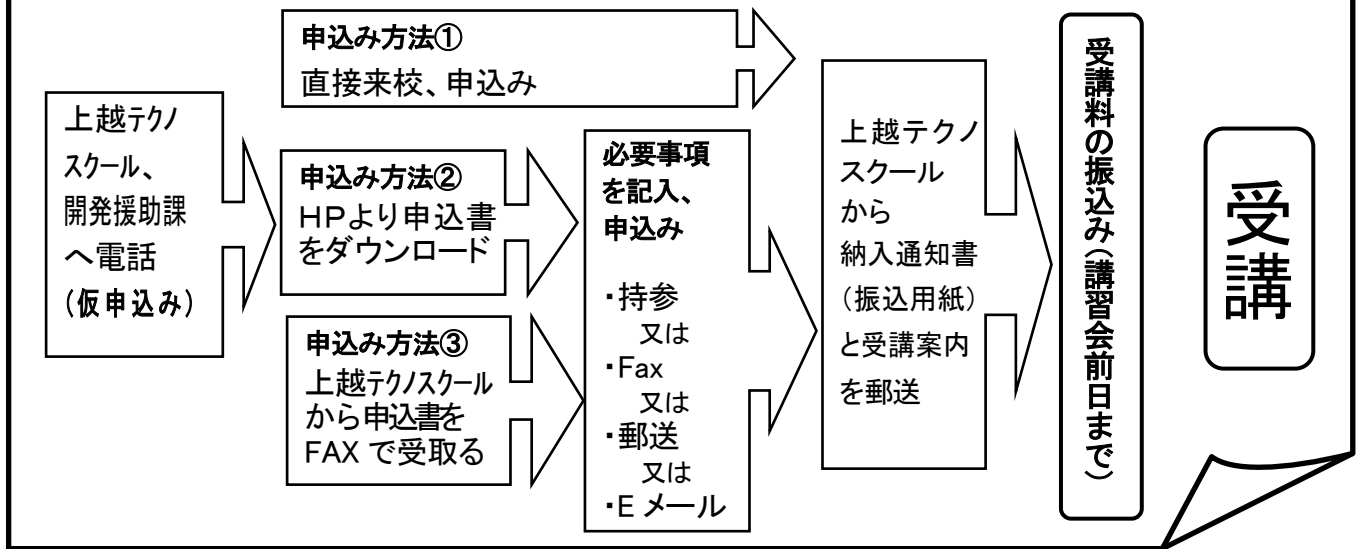 上越テクノ
スクール、
開発援助課
へ電話
(仮申込み)
申込み方法①
直接来校、申込み
申込み方法②
HPより申込書
をダウンロード
申込み方法③
上越テクノスクール
から申込書を
FAX で受取る
必要事項
を記入、
申込み
・持参
又は
・Fax
又は
・郵送
又は
・E メール
上越テクノ
スクール
から
納入通知書
(振込用紙)
と受講案内
を郵送
受講料の振込み(講習会前日まで)
受講